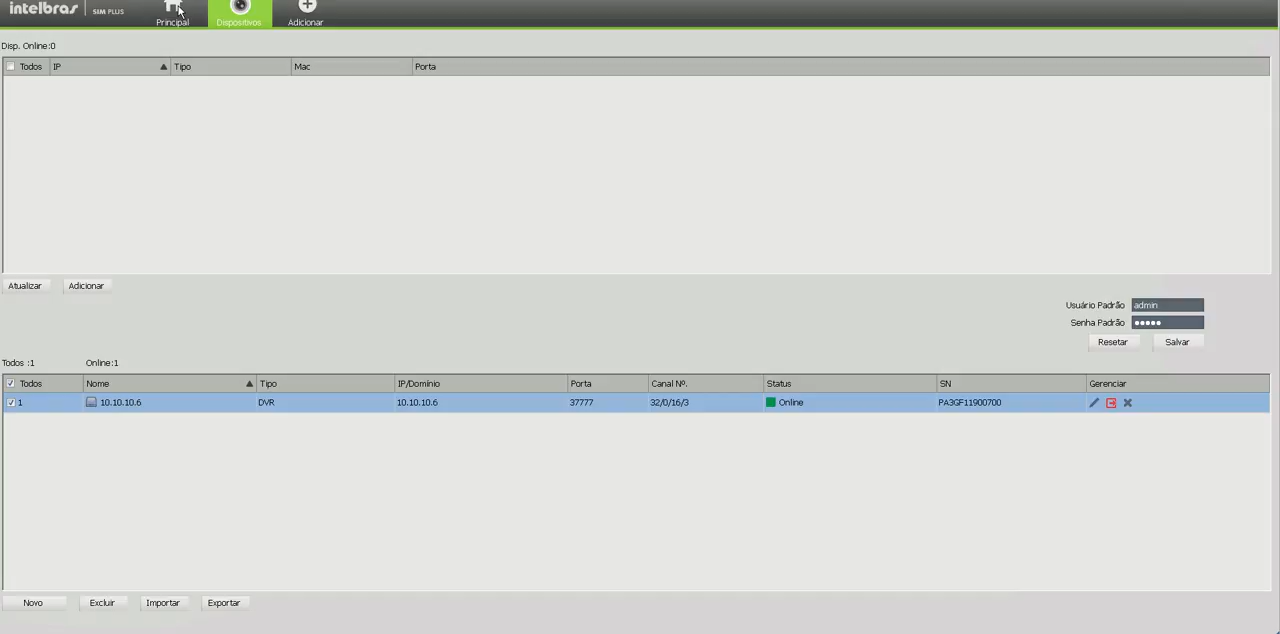 intelbras SIM PLUS
Principal Dispositivos Adicionar
Disp. Online:0
Todos IP Tipo Mac Porta
Atualizar Adicionar
Usuário Padrão admin
Senha Padrão
Resetar Salvar
Todos :1 Online:1
Todos Nome Tipo IP/Domínio Porta Canal Nº. Status SN Gerenciar
1 10.10.10.6 DVR 10.10.10.6 37777 32/0/16/3 Online PA3GF11900700
Novo Excluir Importar Exportar